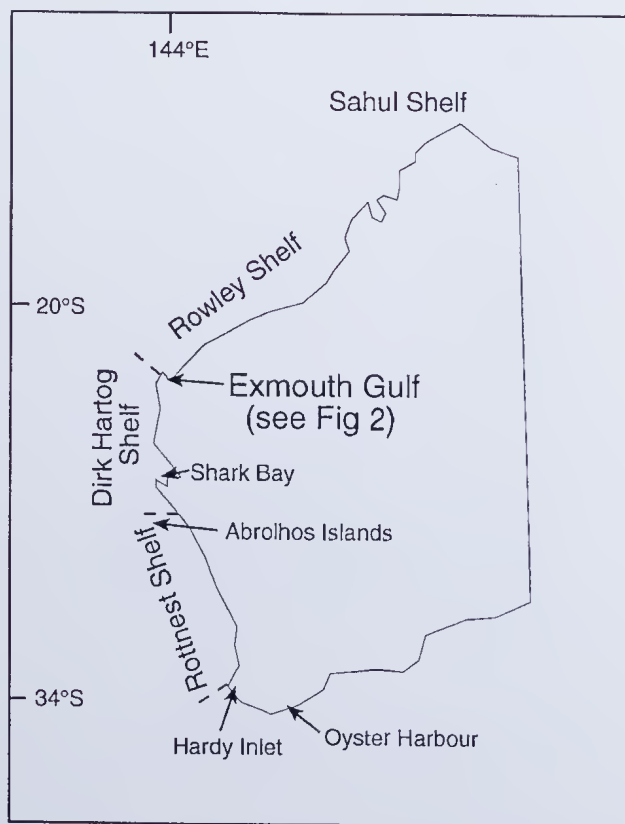 144°E
Sahul Shelf
Rowley Shelf
20°S
Exmouth Gulf
(see Fig 2)
Dirk Hartog
Shelf
Shark Bay
Abrolhos Islands
Rottnest Shelf
34°S
Hardy Inlet
Oyster Harbour